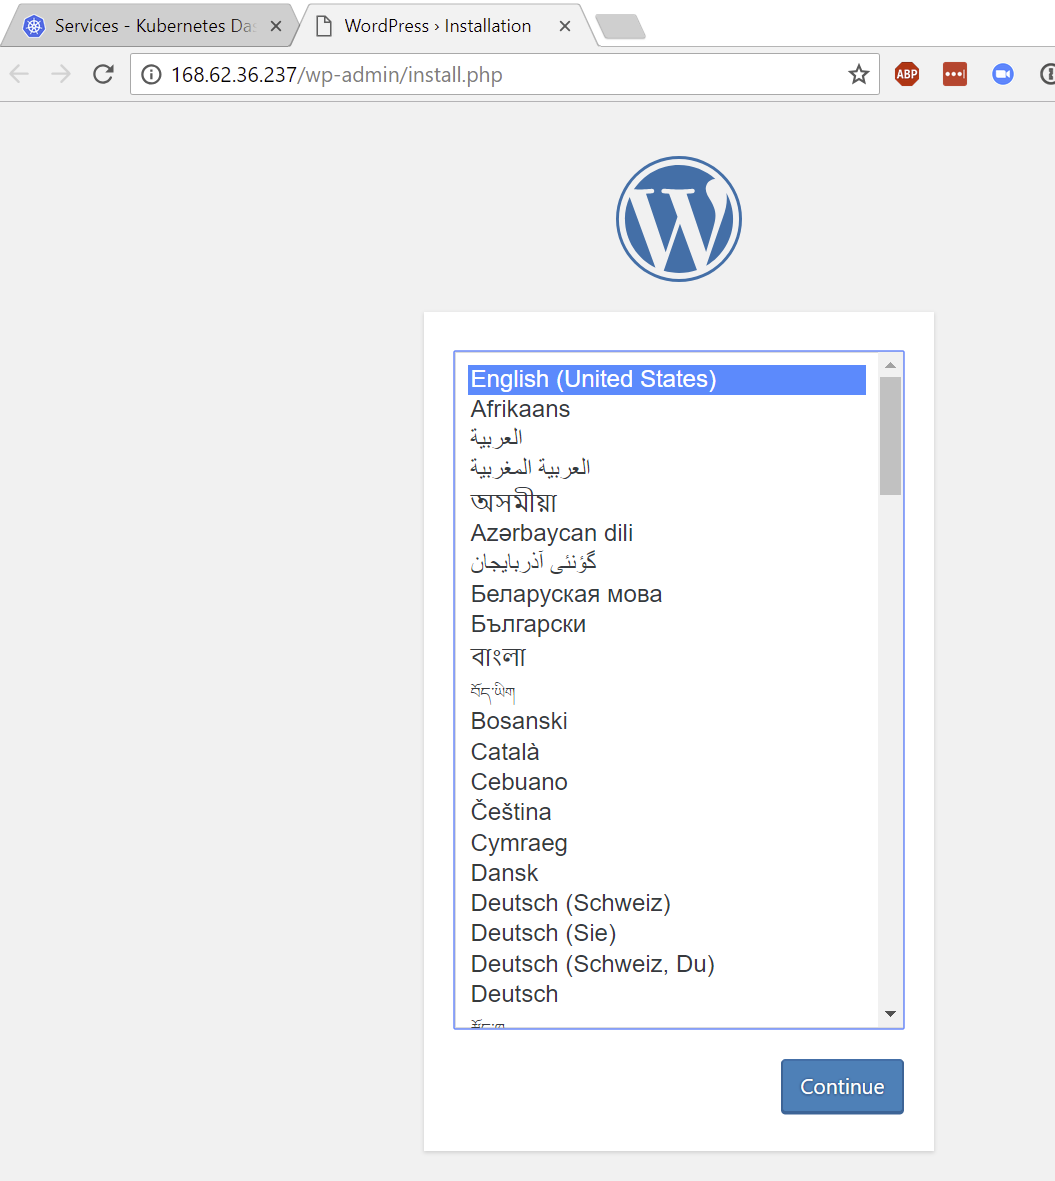 Services - Kubernetes Das
WordPress › Installation
168.62.36.237/wp-admin/install.php
ABP
English (United States)
Afrikaans
العربية
العربية المغربية
অসমীয়া
Azərbaycan dili
گؤنئی آذربایجان
Беларуская мова
Български
বাংলা
བོད་ཡིག
Bosanski
Català
Cebuano
Čeština
Cymraeg
Dansk
Deutsch (Schweiz)
Deutsch (Sie)
Deutsch (Schweiz, Du)
Deutsch
Continue